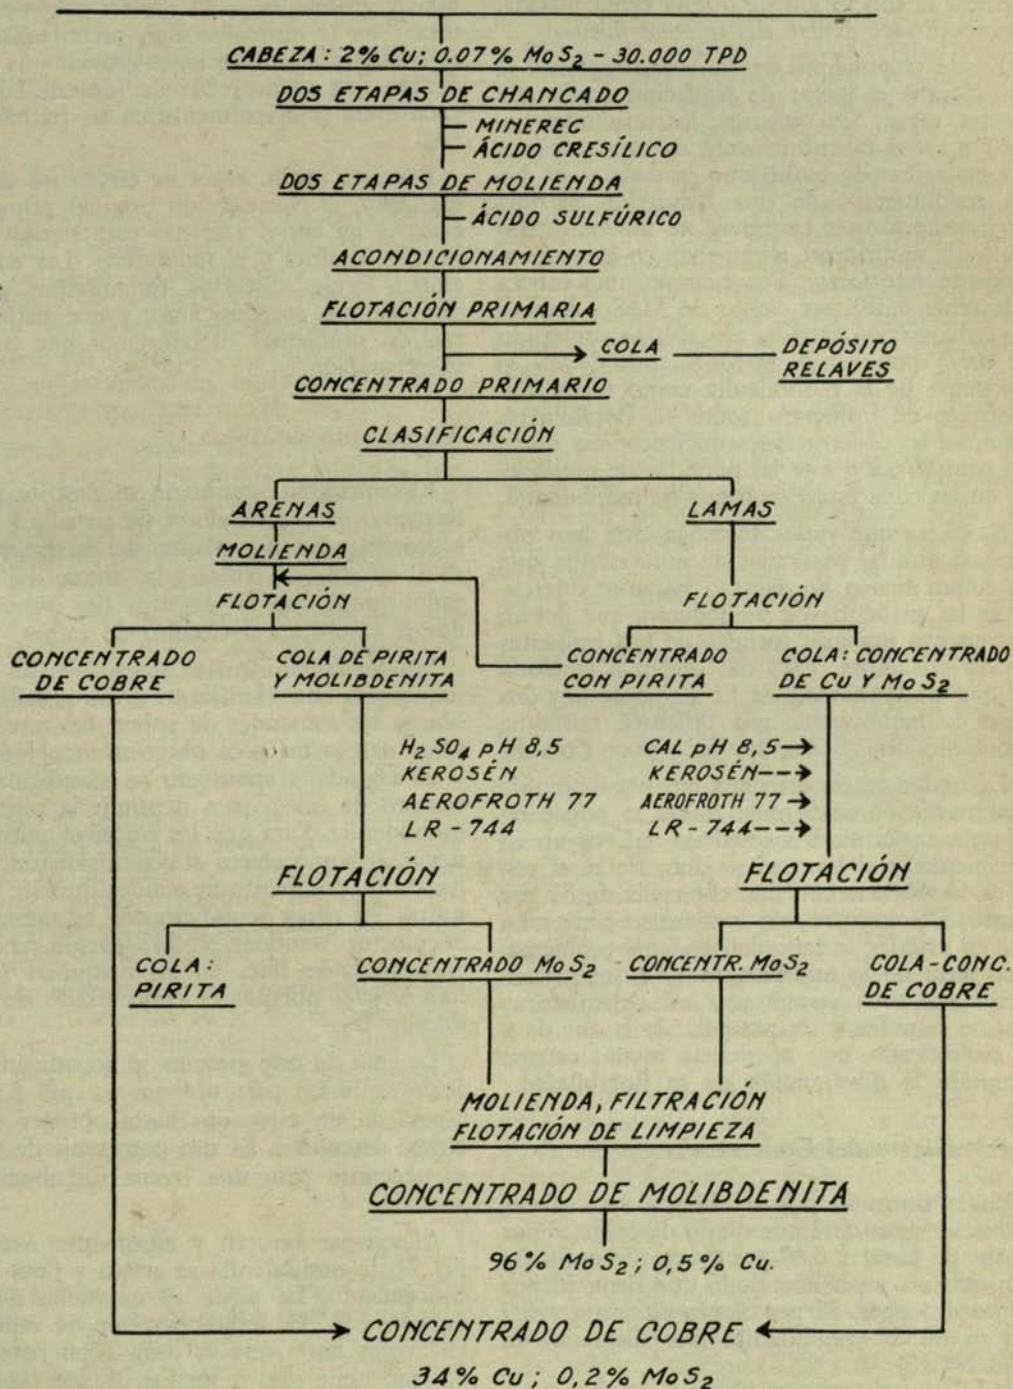 CABEZA: 2% Cu; 0.07% MoS2 - 30.000 TPD
DOS ETAPAS DE CHANCADO
MINEREC
ÁCIDO CRESÍLICO
DOS ETAPAS DE MOLIENDA
ÁCIDO SULFÚRICO
ACONDICIONAMIENTO
FLOTACIÓN PRIMARIA
COLA
DEPÓSITO
RELAVES
CONCENTRADO PRIMARIO
CLASIFICACIÓN
ARENAS
LAMAS
MOLIENDA
FLOTACIÓN
FLOTACIÓN
CONCENTRADO
DE COBRE
COLA DE PIRITA
Y MOLIBDENITA
CONCENTRADO
CON PIRITA
COLA: CONCENTRADO
DE Cu Y MoS2
H2SO4 pH 8,5
KEROSÉN
AEROFROTH 77
LR-744
CAL pH 8,5
KEROSÉN
AEROFROTH 77
LR-744
FLOTACIÓN
FLOTACIÓN
COLA:
PIRITA
CONCENTRADO MoS2
CONCENTR. MoS2
COLA-CONC.
DE COBRE
MOLIENDA, FILTRACIÓN
FLOTACIÓN DE LIMPIEZA
CONCENTRADO DE MOLIBDENITA
96% MoS2; 0,5% Cu.
CONCENTRADO DE COBRE
34% Cu; 0,2% MoS2